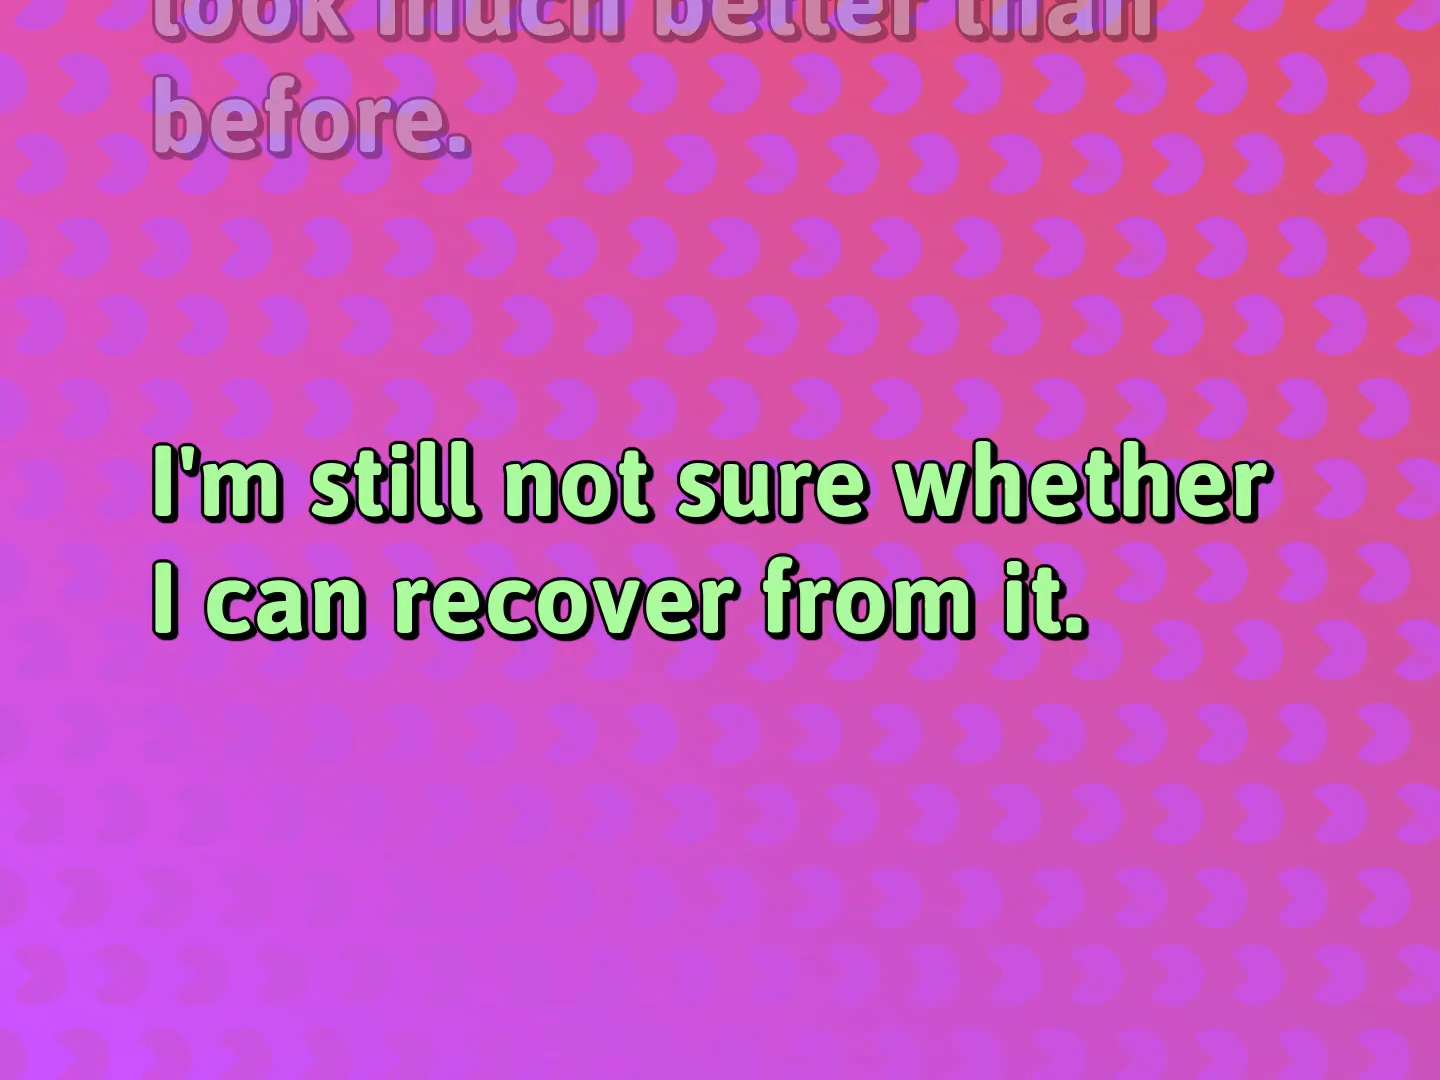 look much better than
before.
I'm still not sure whether
I can recover from it.